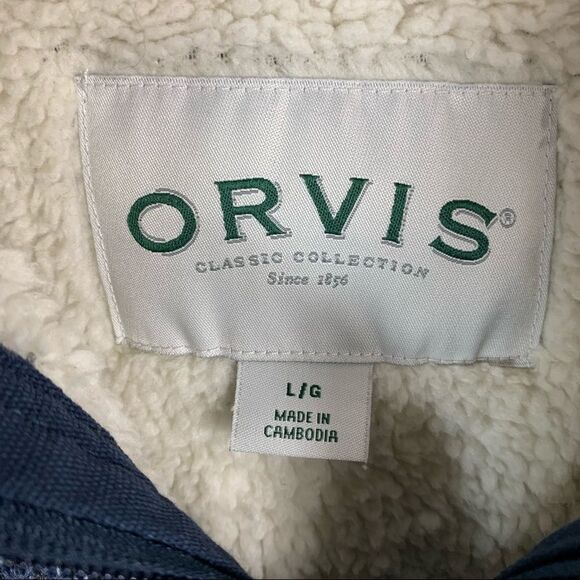 ORVIS®
CLASSIC COLLECTION
Since 1856
L/G
MADE IN
CAMBODIA